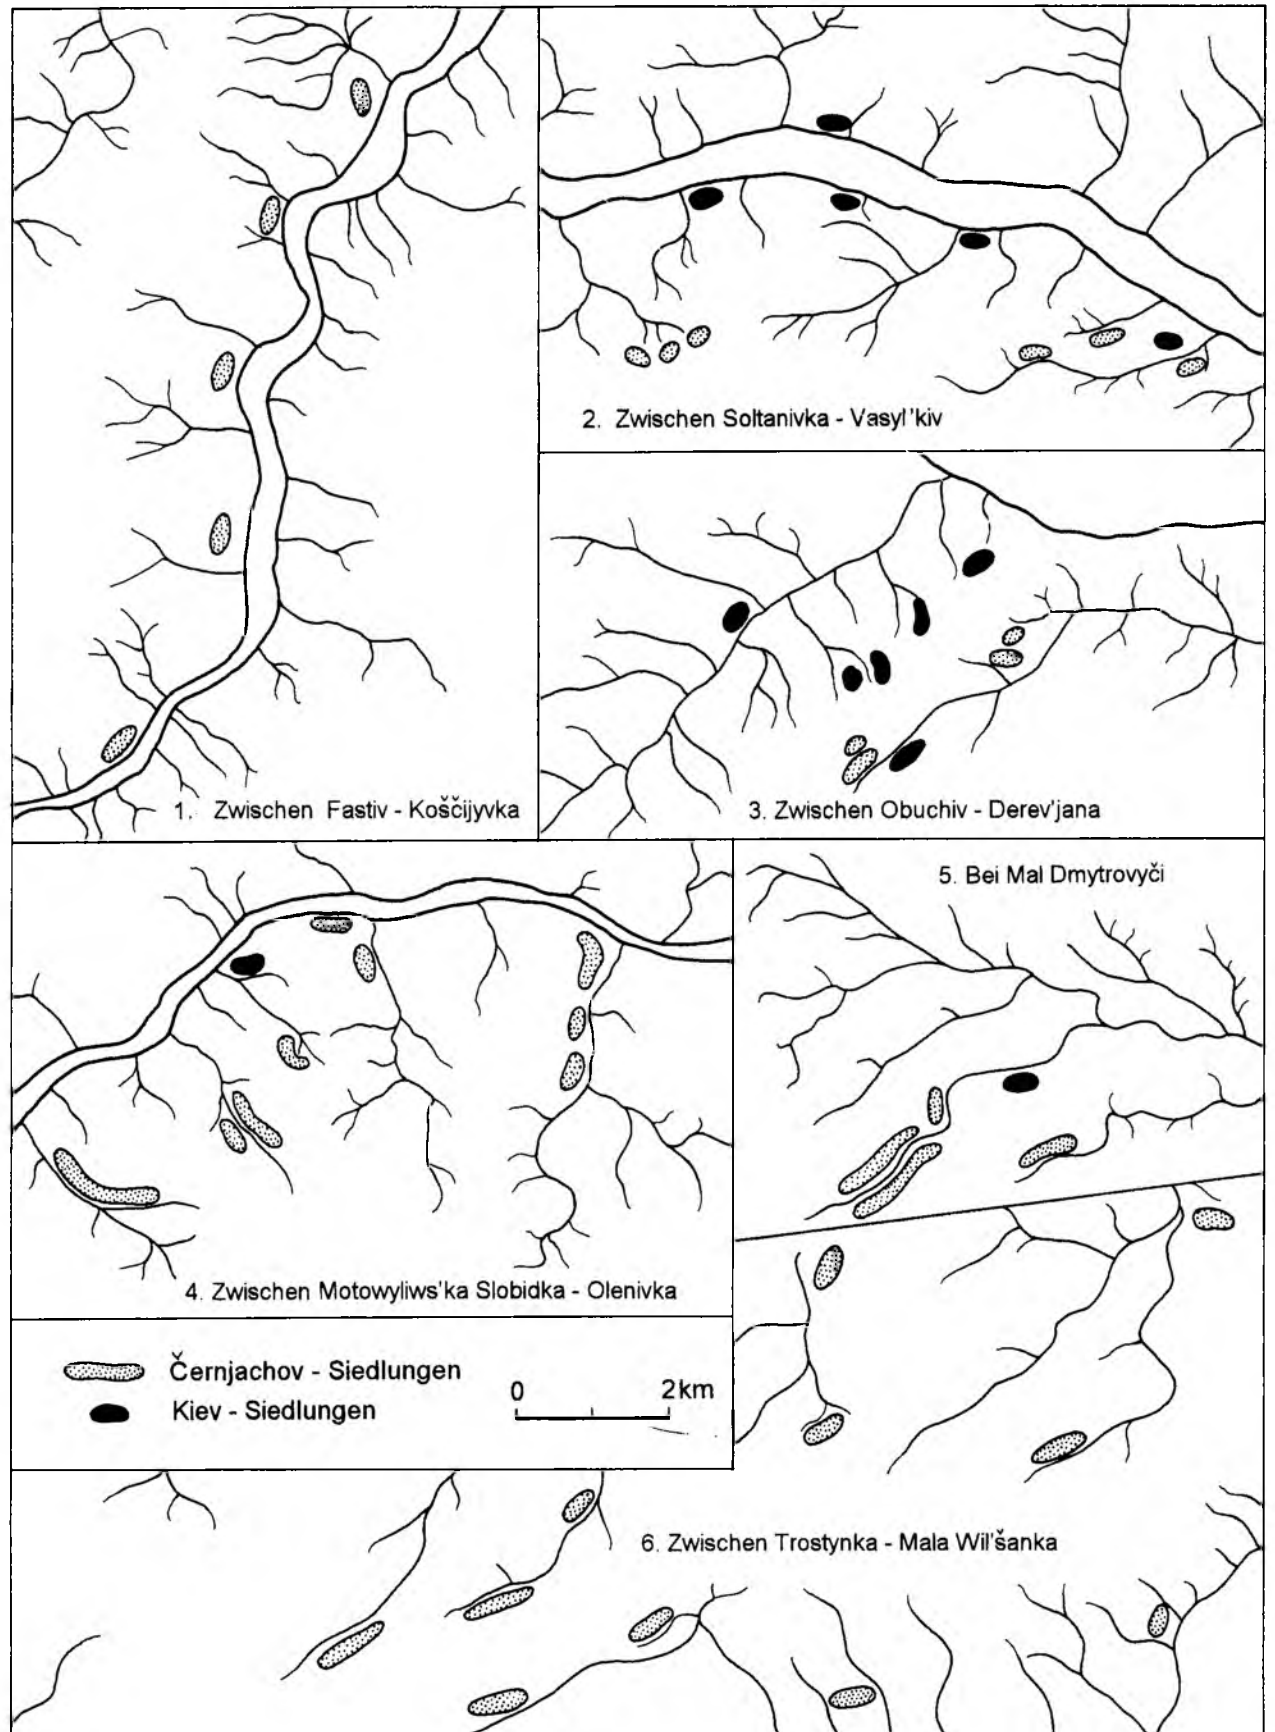 1. Zwischen Fastiv - Koščijyvka
2. Zwischen Soltanivka - Vasyl'kiv
3. Zwischen Obuchiv - Derev'jana
4. Zwischen Motowyliws'ka Slobidka - Olenivka
5. Bei Mal Dmytrovyči
Černjachov - Siedlungen
Kiev - Siedlungen
0 2km
6. Zwischen Trostynka - Mala Wil'šanka